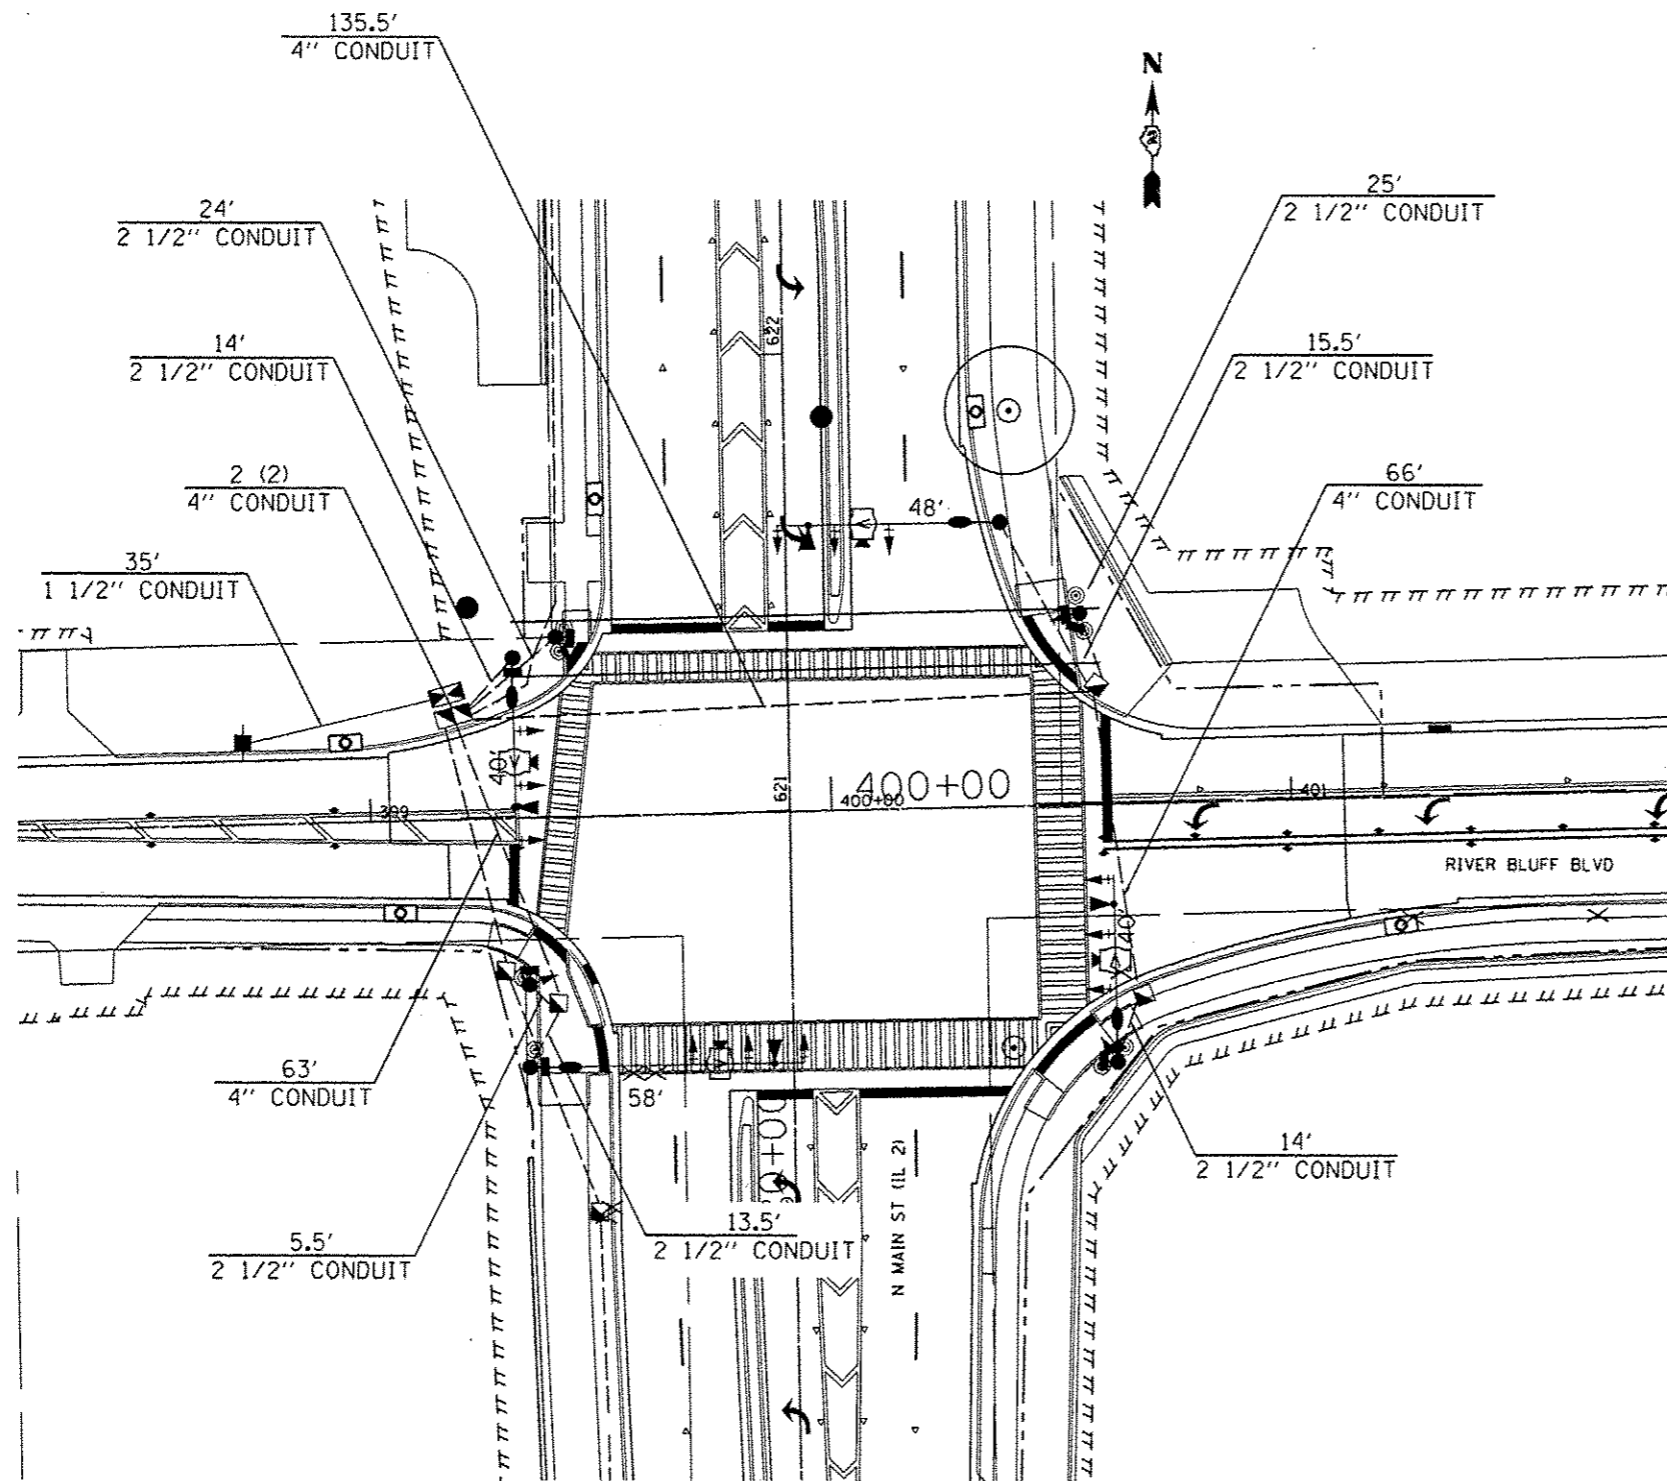 135.5'
4'' CONDUIT
N
2
24'
2 1/2'' CONDUIT
25'
2 1/2'' CONDUIT
14'
2 1/2'' CONDUIT
622
15.5'
2 1/2'' CONDUIT
2 (2)
4'' CONDUIT
66'
4'' CONDUIT
48'
35'
1 1/2'' CONDUIT
40'
621
400+00
400+00
399
401
RIVER BLUFF BLVD
40'
63'
4'' CONDUIT
58'
14'
2 1/2'' CONDUIT
N MAIN ST (IL 2)
5.5'
2 1/2'' CONDUIT
13.5'
2 1/2'' CONDUIT